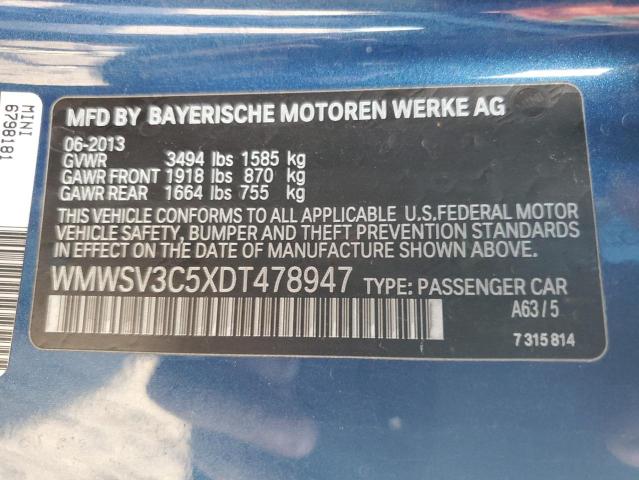 MFD BY BAYERISCHE MOTOREN WERKE AG
06-2013
GVWR 3494 lbs 1585 kg
GAWR FRONT 1918 lbs 870 kg
GAWR REAR 1664 lbs 755 kg
THIS VEHICLE CONFORMS TO ALL APPLICABLE U.S.FEDERAL MOTOR
VEHICLE SAFETY, BUMPER AND THEFT PREVENTION STANDARDS
IN EFFECT ON THE DATE OF MANUFACTURE SHOWN ABOVE.
WMWSV3C5XDT478947 TYPE: PASSENGER CAR
A63 / 5
7 315 814
MINI
6798181